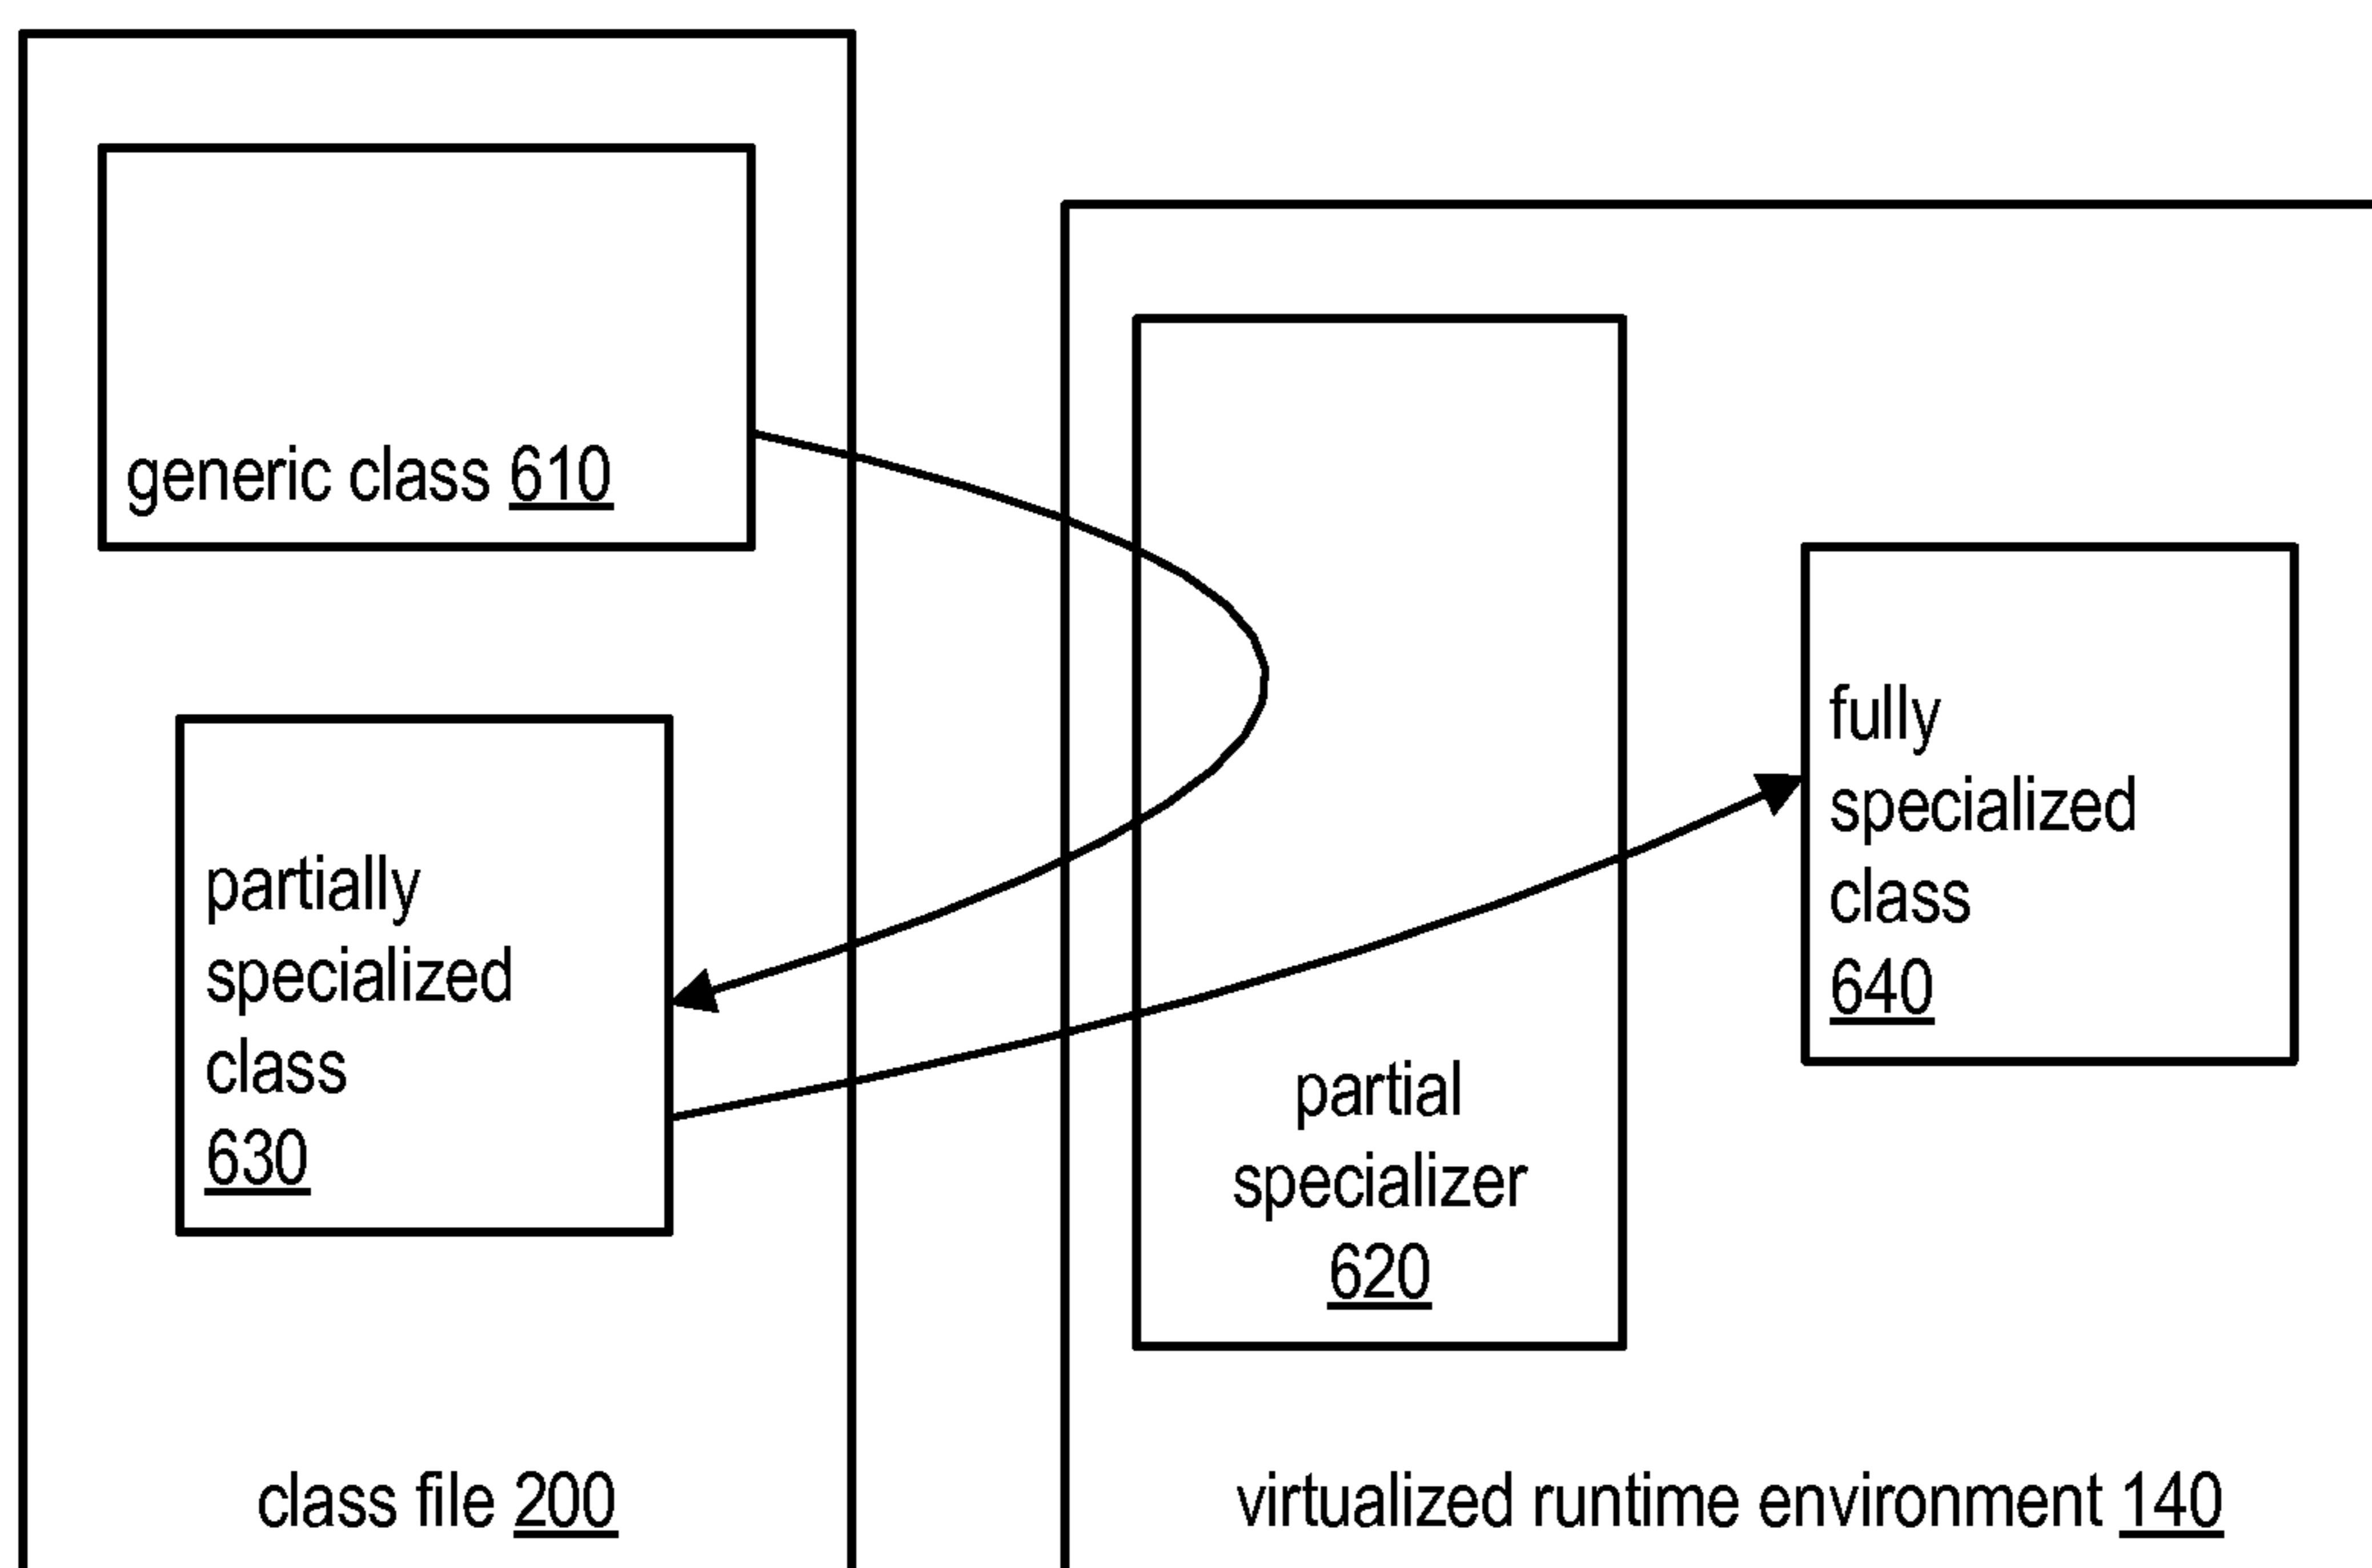 generic class 610
partially
specialized
class
630
class file 200
partial
specializer
620
fully
specialized
class
640
virtualized runtime environment 140